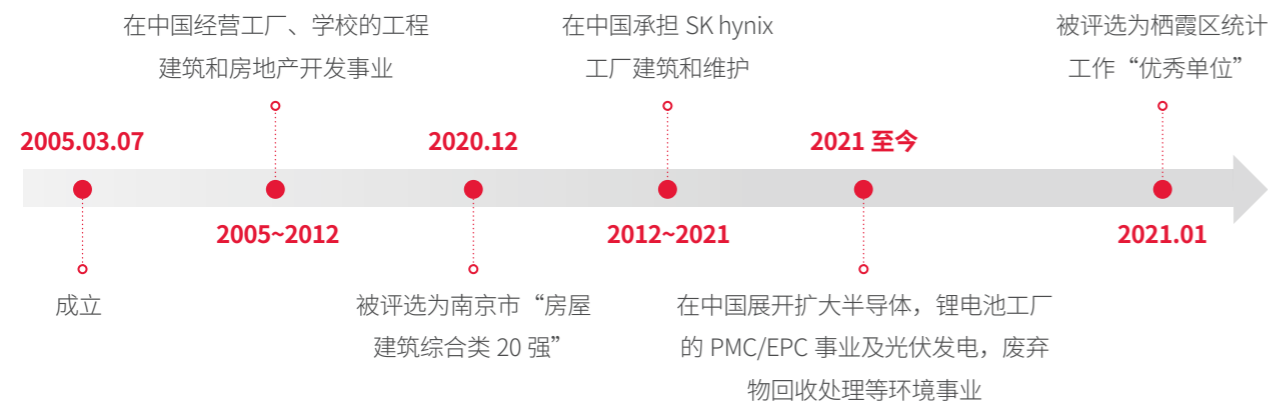 在中国经营工厂、学校的工程
建筑和房地产开发事业
在中国承担 SK hynix
工厂建筑和维护
被评选为栖霞区统计
工作“优秀单位”
2005.03.07
2020.12
2021 至今
2005~2012
2012~2021
2021.01
成立
被评选为南京市“房屋
建筑综合类 20 强”
在中国展开扩大半导体，锂电池工厂
的 PMC/EPC 事业及光伏发电，废弃
物回收处理等环境事业